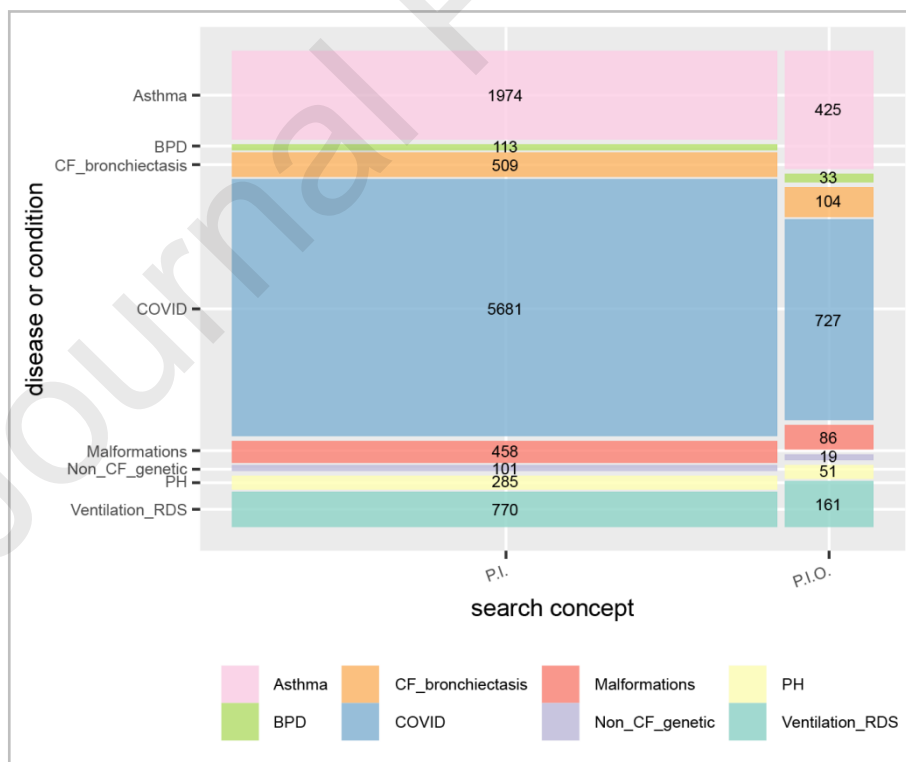 Journal P
disease or condition
Asthma
BPD
CF_bronchiectasis
COVID
Malformations
Non_CF_genetic
PH
Ventilation_RDS
1974
113
509
5681
458
101
285
770
425
33
104
727
86
19
51
161
P.I.
P.I.O.
search concept
Asthma
CF_bronchiectasis
Malformations
PH
BPD
COVID
Non_CF_genetic
Ventilation_RDS